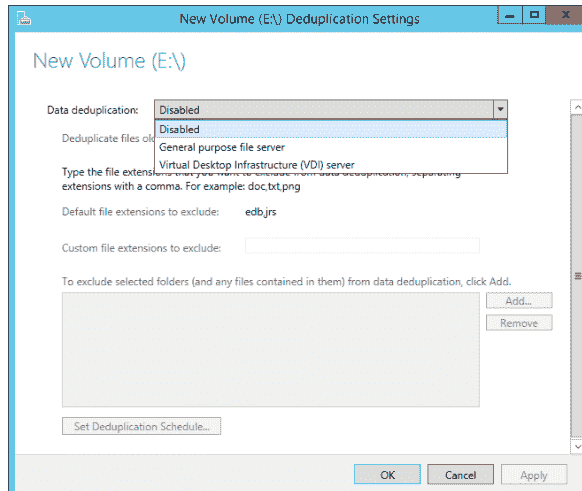 New Volume (E:\) Deduplication Settings
New Volume (E:\)
Data deduplication: Disabled
Disabled
Deduplicate files ol
General purpose file server
Virtual Desktop Infrastructure (VDI) server
Type the file extensions that you want to exclude from data deduplication, separating
extensions with a comma. For example: doc,txt,png
Default file extensions to exclude: edb,jrs
Custom file extensions to exclude:
To exclude selected folders (and any files contained in them) from data deduplication, click Add.
Add...
Remove
Set Deduplication Schedule...
OK Cancel Apply